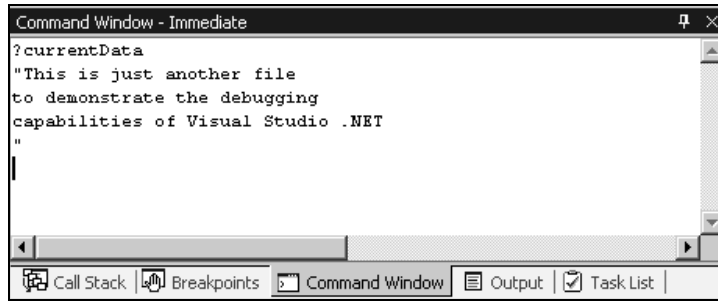 Command Window - Immediate
?currentData
"This is just another file
to demonstrate the debugging
capabilities of Visual Studio .NET
"
Call Stack Breakpoints Command Window Output Task List